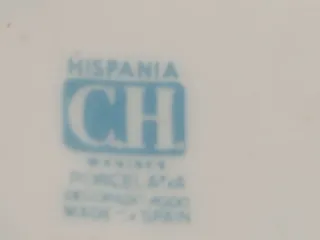 HISPANIA
CH
MANISES
PORCELANA
MADE IN SPAIN